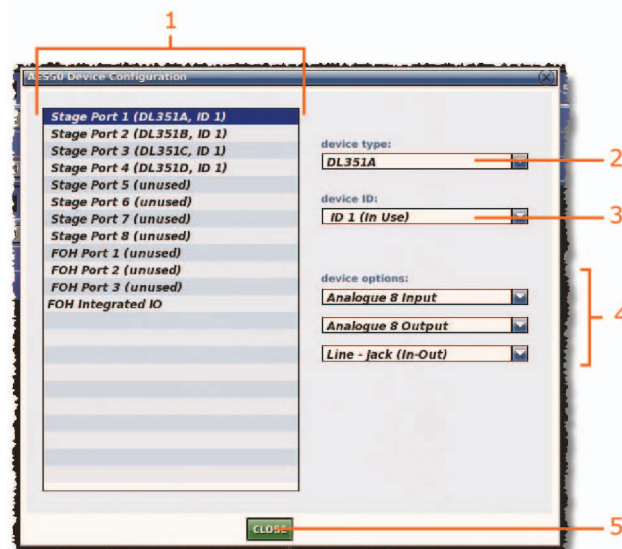 1
AES50 Device Configuration
Stage Port 1 (DL351A, ID 1)
Stage Port 2 (DL351B, ID 1)
Stage Port 3 (DL351C, ID 1)
Stage Port 4 (DL351D, ID 1)
Stage Port 5 (unused)
Stage Port 6 (unused)
Stage Port 7 (unused)
Stage Port 8 (unused)
FOH Port 1 (unused)
FOH Port 2 (unused)
FOH Port 3 (unused)
FOH Integrated IO
device type:
DL351A
2
device ID:
ID 1 (In Use)
3
device options:
Analogue 8 Input
Analogue 8 Output
Line - Jack (In-Out)
4
CLOSE
5